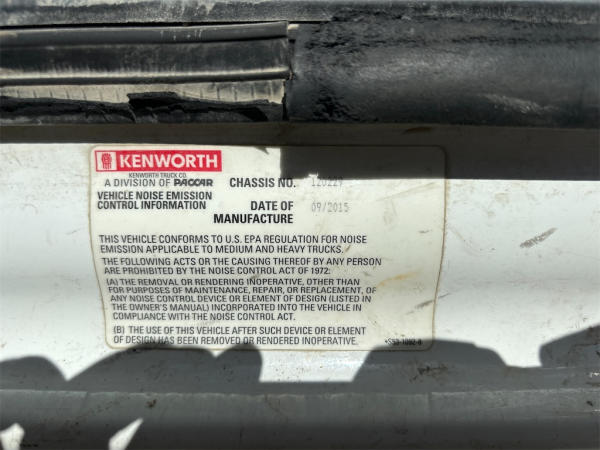 KENWORTH
KENWORTH TRUCK CO.
A DIVISION OF PACCAR
CHASSIS NO. 120229
VEHICLE NOISE EMISSION
CONTROL INFORMATION
DATE OF 09/2015
MANUFACTURE
THIS VEHICLE CONFORMS TO U.S. EPA REGULATION FOR NOISE
EMISSION APPLICABLE TO MEDIUM AND HEAVY TRUCKS.
THE FOLLOWING ACTS OR THE CAUSING THEREOF BY ANY PERSON
ARE PROHIBITED BY THE NOISE CONTROL ACT OF 1972:
(A) THE REMOVAL OR RENDERING INOPERATIVE, OTHER THAN
FOR PURPOSES OF MAINTENANCE, REPAIR, OR REPLACEMENT, OF
ANY NOISE CONTROL DEVICE OR ELEMENT OF DESIGN (LISTED IN
THE OWNER'S MANUAL) INCORPORATED INTO THE VEHICLE IN
COMPLIANCE WITH THE NOISE CONTROL ACT.
(B) THE USE OF THIS VEHICLE AFTER SUCH DEVICE OR ELEMENT
OF DESIGN HAS BEEN REMOVED OR RENDERED INOPERATIVE.